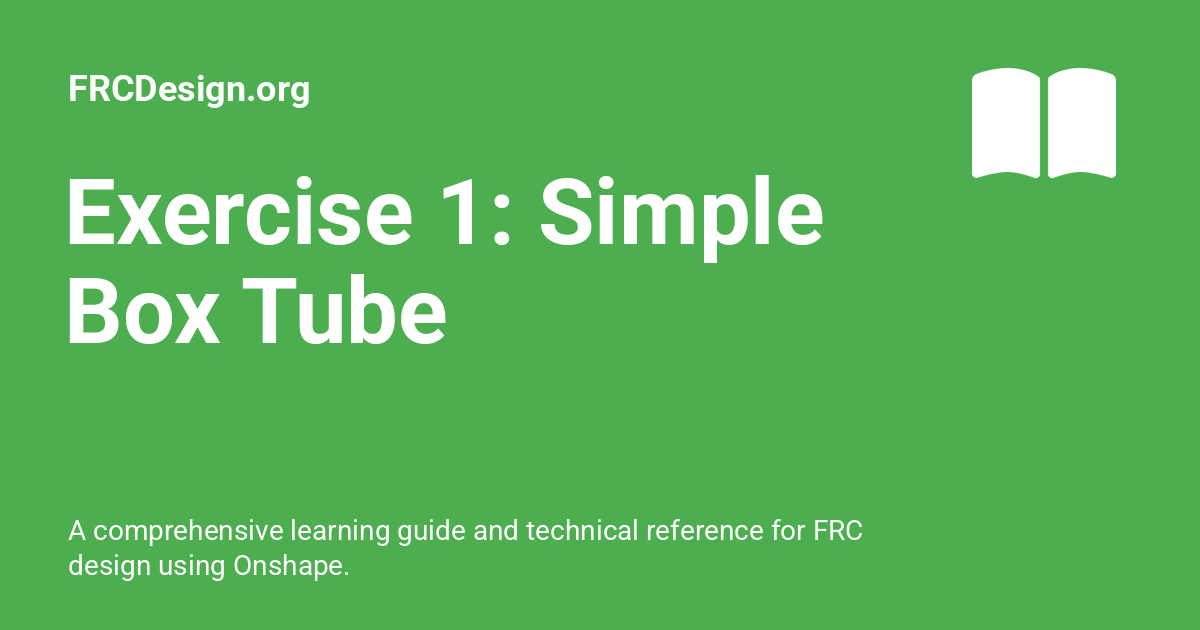 FRCDesign.org
Exercise 1: Simple
Box Tube
A comprehensive learning guide and technical reference for FRC
design using Onshape.